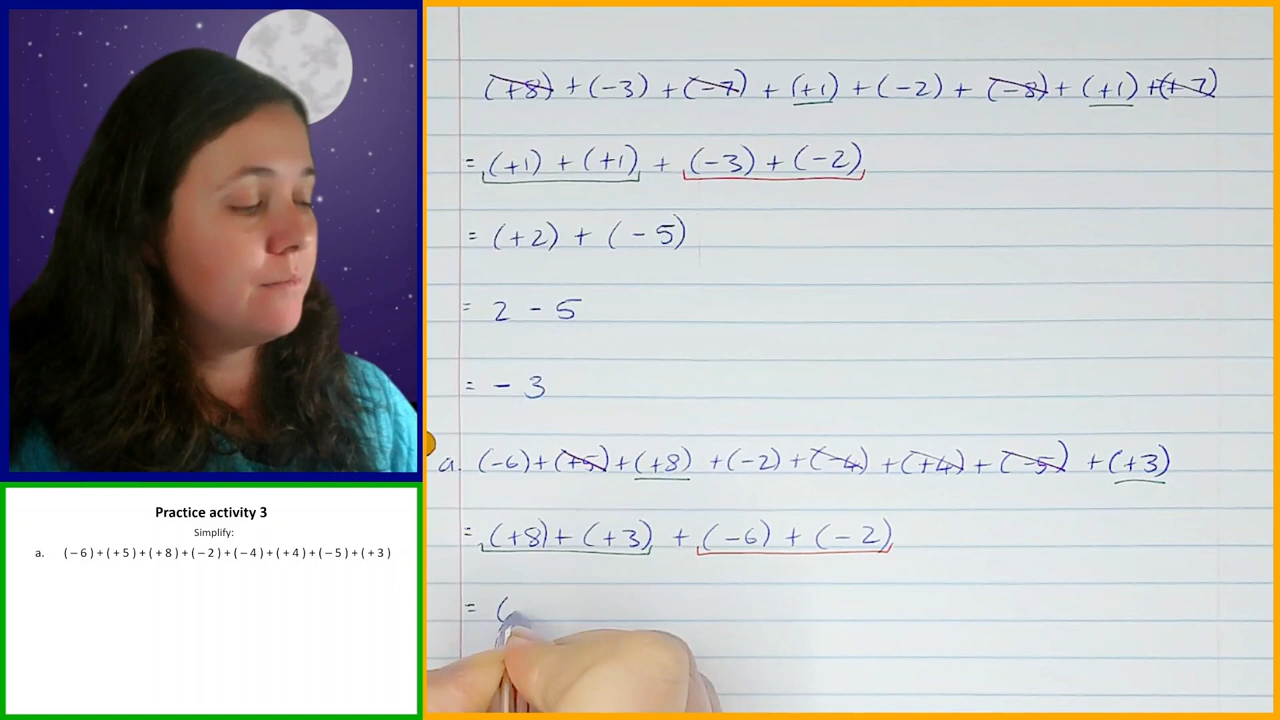 (+8) + (-3) + (-7) + (+1) + (-2) + (-8) + (+1) + (+7)
= (+1) + (+1) + (-3) + (-2)
= (+2) + (-5)
= 2 - 5
= - 3
a. (-6) + (+5) + (+8) + (-2) + (-4) + (+4) + (-5) + (+3)
= (+8) + (+3) + (-6) + (-2)
= (
Practice activity 3
Simplify:
a. (-6)+(+5)+(+8)+(-2)+(-4)+(+4)+(-5)+(+3)